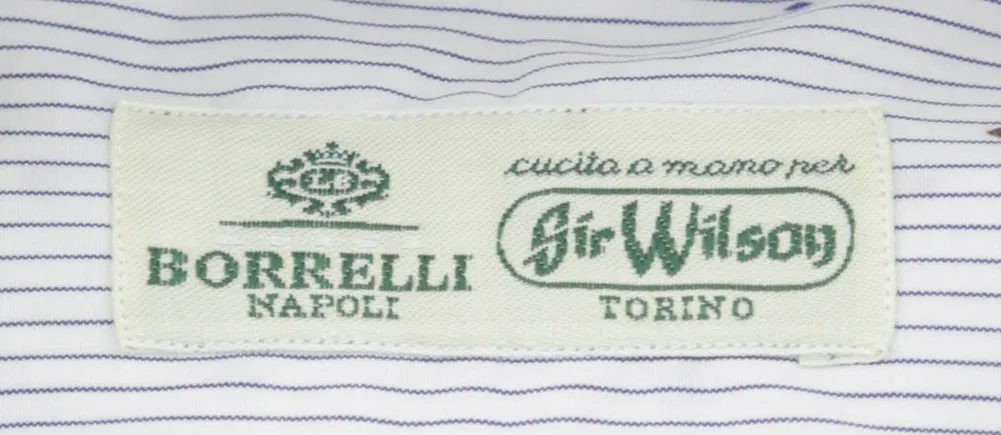 BORRELLI
NAPOLI
cucita a mano per
Sir Wilson
TORINO